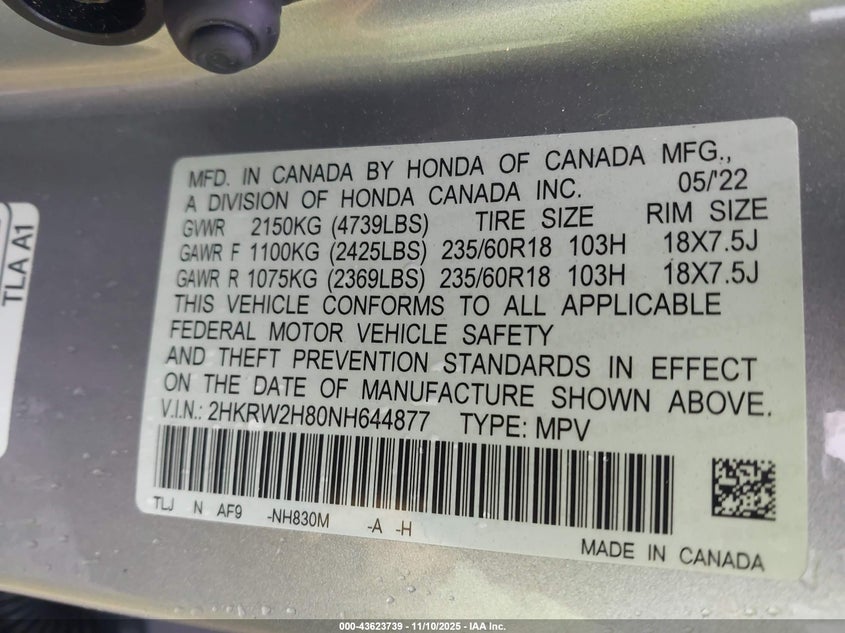 MFD. IN CANADA BY HONDA OF CANADA MFG.,
A DIVISION OF HONDA CANADA INC. 05/'22
GVWR 2150KG (4739LBS) TIRE SIZE RIM SIZE
GAWR F 1100KG (2425LBS) 235/60R18 103H 18X7.5J
GAWR R 1075KG (2369LBS) 235/60R18 103H 18X7.5J
THIS VEHICLE CONFORMS TO ALL APPLICABLE
FEDERAL MOTOR VEHICLE SAFETY
AND THEFT PREVENTION STANDARDS IN EFFECT
ON THE DATE OF MANUFACTURE SHOWN ABOVE.
V.I.N.: 2HKRW2H80NH644877 TYPE: MPV
TLJ N AF9 -NH830M -A -H
MADE IN CANADA
TLA A1
000-43623739 - 11/10/2025 - IAA Inc.